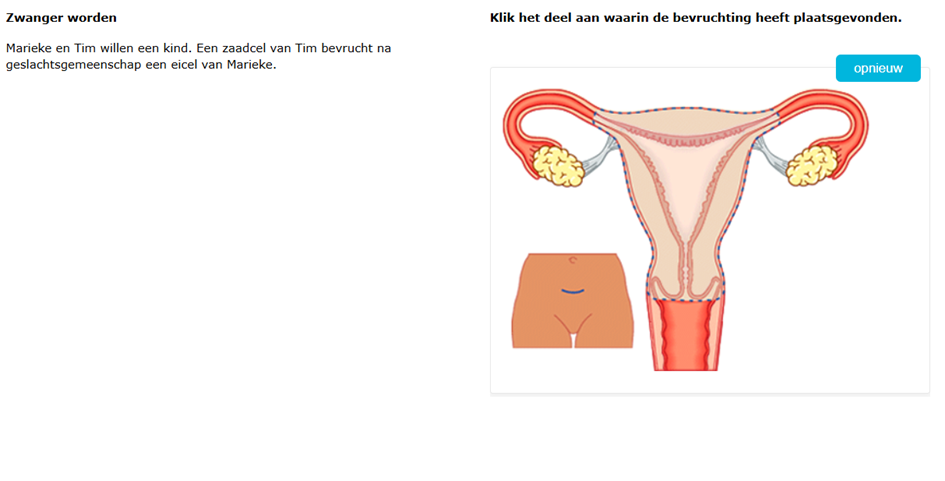 Zwanger worden
Marieke en Tim willen een kind. Een zaadcel van Tim bevrucht na
geslachtsgemeenschap een eicel van Marieke.
Klik het deel aan waarin de bevruchting heeft plaatsgevonden.
opnieuw